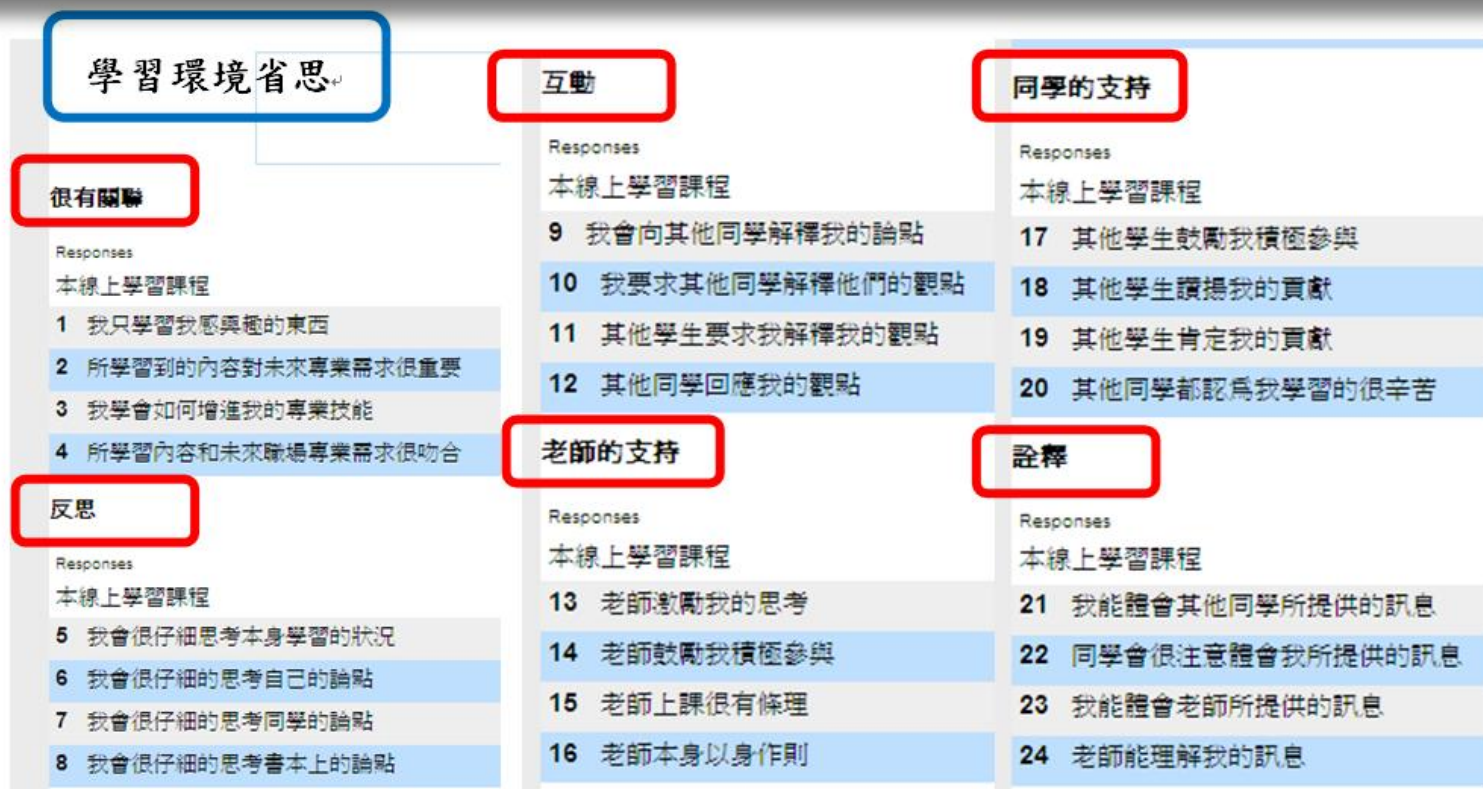 學習環境省思
很有關聯
Responses
本線上學習課程
1 我只學習我感興趣的東西
2 所學習到的內容對未來專業需求很重要
3 我學會如何增進我的專業技能
4 所學習內容和未來職場專業需求很吻合
反思
Responses
本線上學習課程
5 我會很仔細思考本身學習的狀況
6 我會很仔細的思考自己的論點
7 我會很仔細的思考同學的論點
8 我會很仔細的思考書本上的論點
互動
Responses
本線上學習課程
9 我會向其他同學解釋我的論點
10 我要求其他同學解釋他們的觀點
11 其他學生要求我解釋我的觀點
12 其他同學回應我的觀點
老師的支持
Responses
本線上學習課程
13 老師激勵我的思考
14 老師鼓勵我積極參與
15 老師上課很有條理
16 老師本身以身作則
同學的支持
Responses
本線上學習課程
17 其他學生鼓勵我積極參與
18 其他學生讚揚我的貢獻
19 其他學生肯定我的貢獻
20 其他同學都認為我學習的很辛苦
詮釋
Responses
本線上學習課程
21 我能體會其他同學所提供的訊息
22 同學會很注意體會我所提供的訊息
23 我能體會老師所提供的訊息
24 老師能理解我的訊息